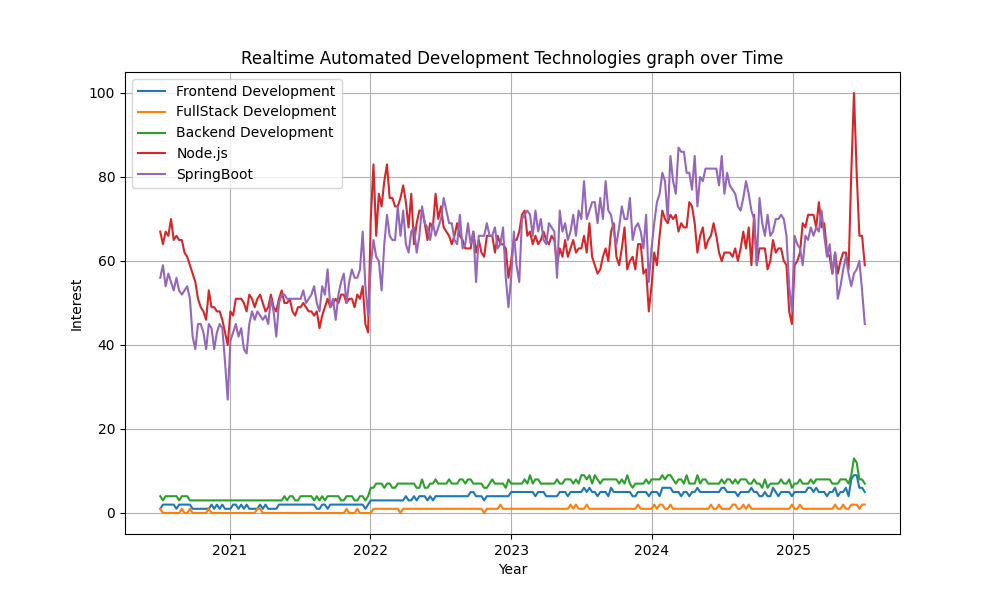 Realtime Automated Development Technologies graph over Time
Frontend Development
FullStack Development
Backend Development
Node.js
SpringBoot
100
80
60
40
20
0
Interest
2021
2022
2023
2024
2025
Year